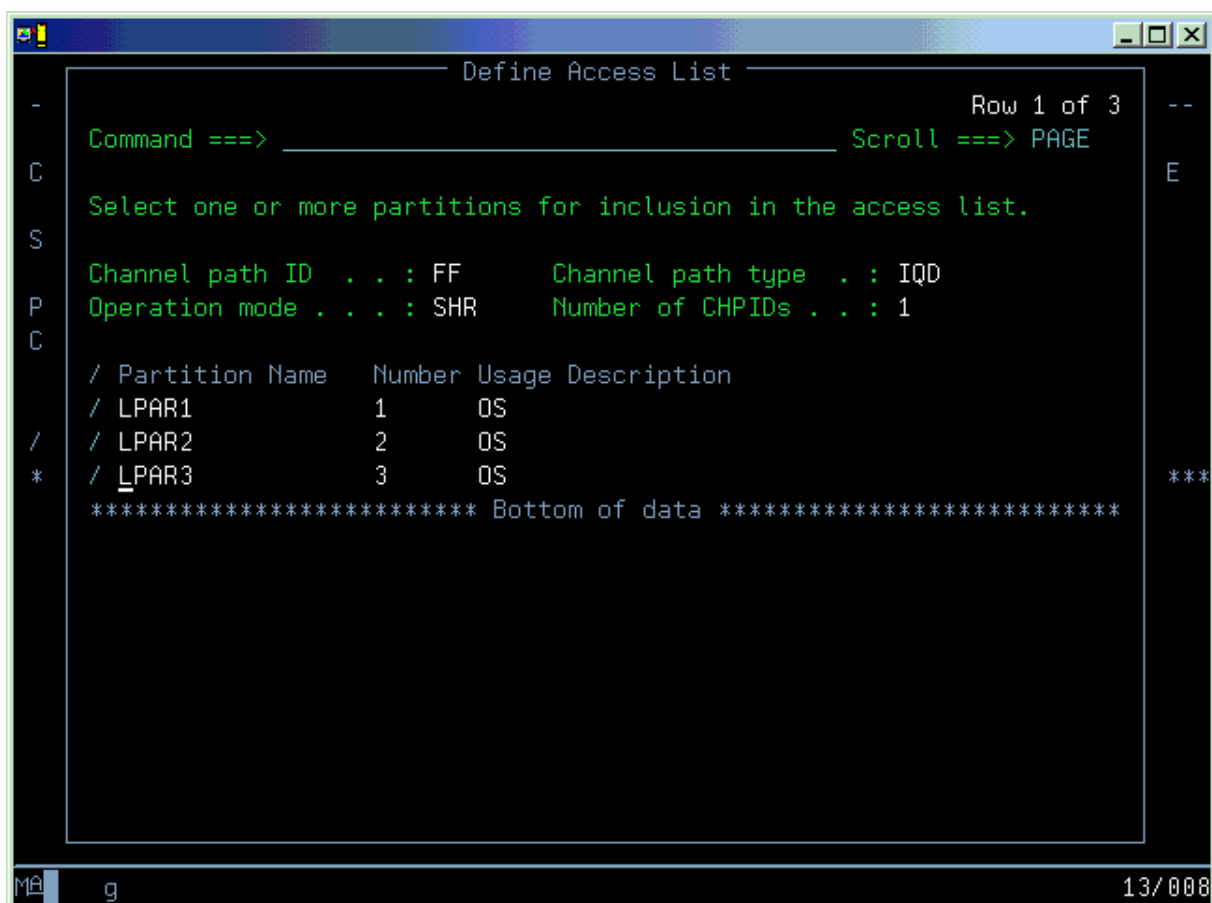 Define Access List
- Row 1 of 3 --
Command ===> _____________________________________ Scroll ===> PAGE
C E
Select one or more partitions for inclusion in the access list.
S
Channel path ID . . : FF Channel path type . : IQD
P Operation mode . . . . : SHR Number of CHPIDs . . : 1
C
/ Partition Name Number Usage Description
/ LPAR1 1 OS
/ / LPAR2 2 OS
* / LPAR3 3 OS ***
************************** Bottom of data ***************************
MA g 13/008